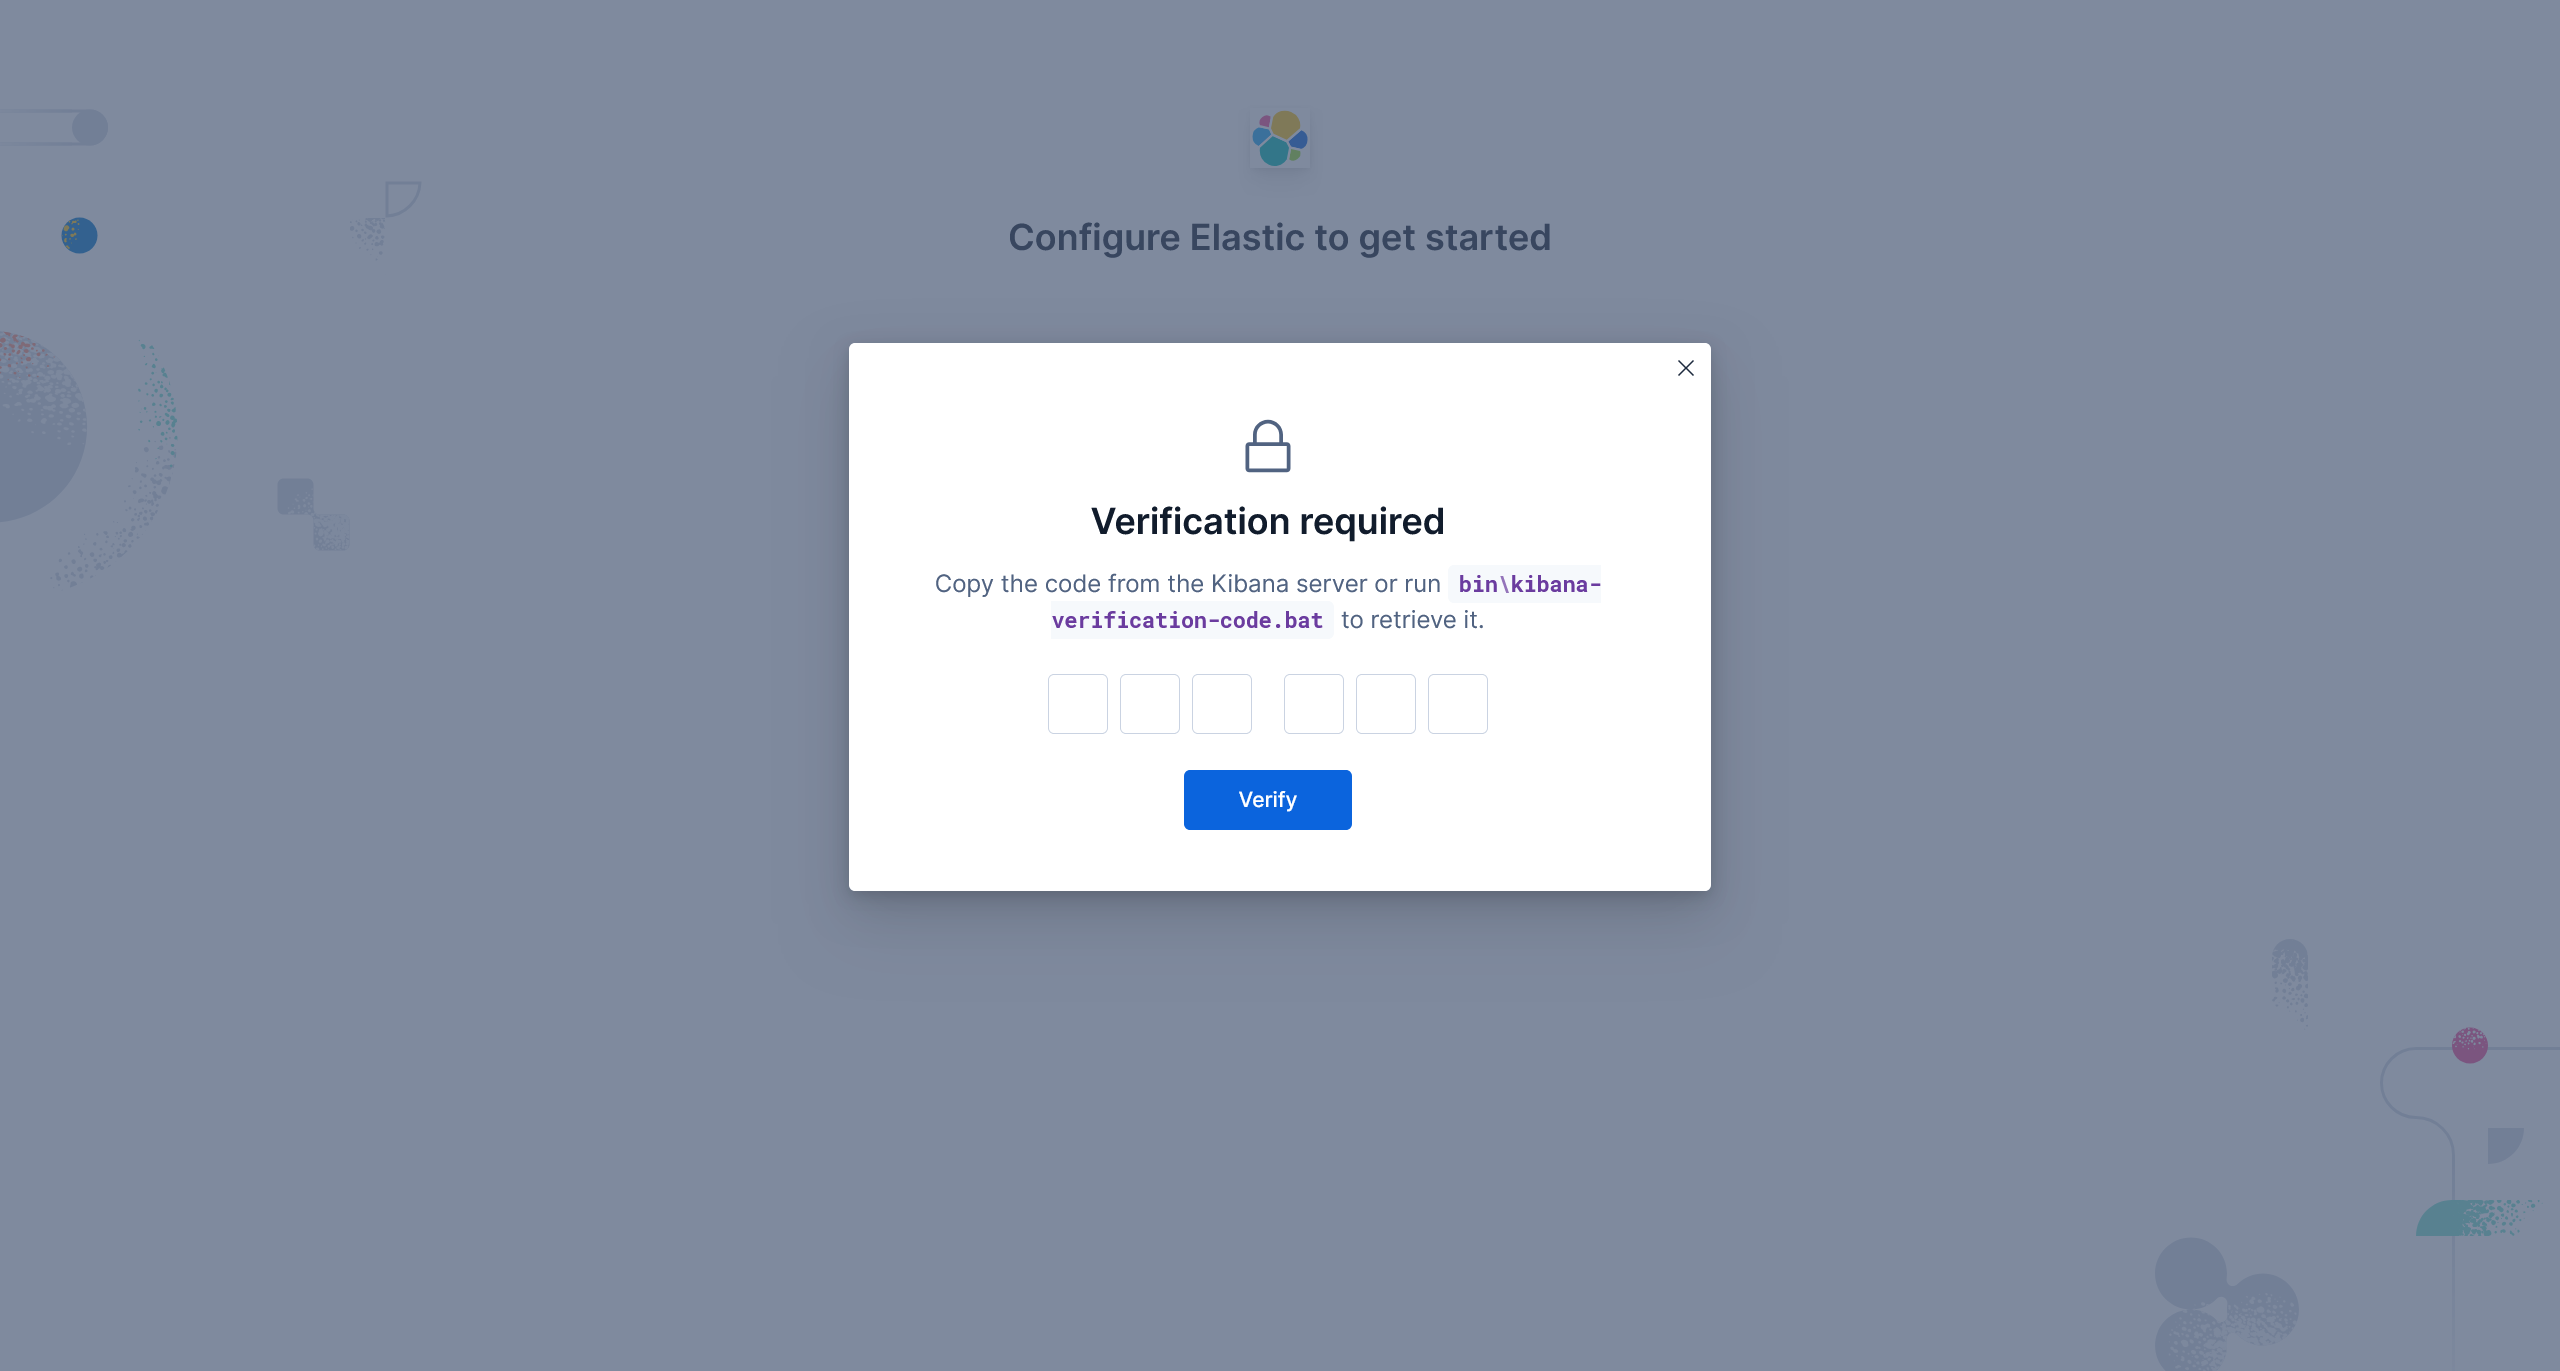 Configure Elastic to get started
Verification required
Copy the code from the Kibana server or run bin\kibana-
verification-code.bat to retrieve it.
Verify